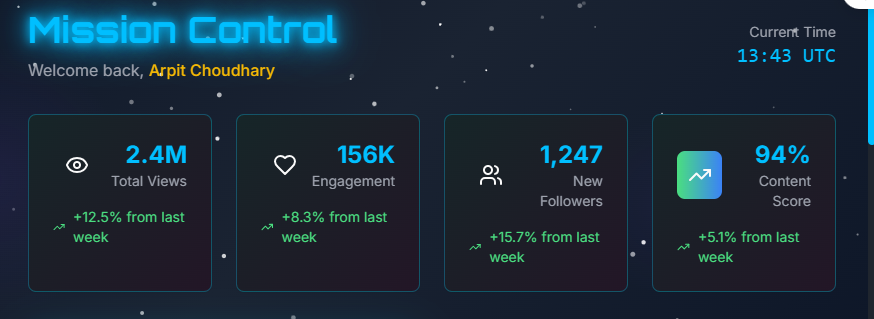 Mission Control
Welcome back, Arpit Choudhary
Current Time
13:43 UTC
2.4M
Total Views
+12.5% from last
week
156K
Engagement
+8.3% from last
week
1,247
New
Followers
+15.7% from last
week
94%
Content
Score
+5.1% from last
week